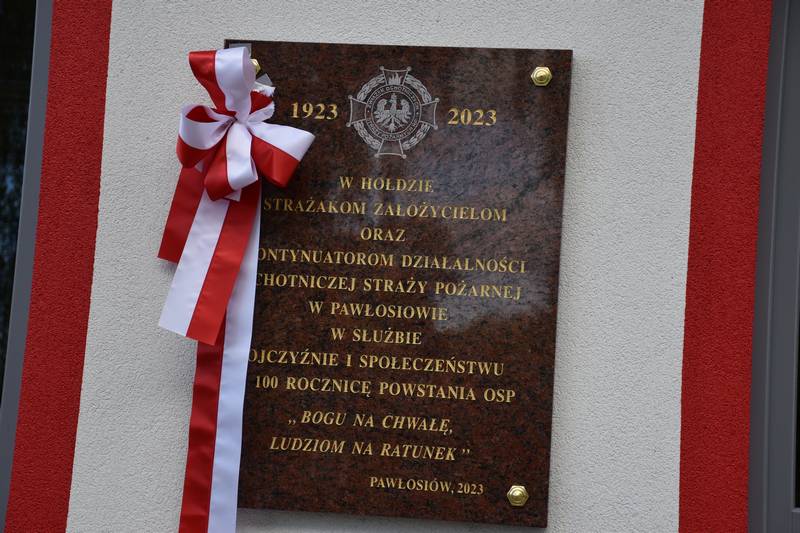 1923 2023
W HOŁDZIE
STRAŻAKOM ZAŁOŻYCIELOM
ORAZ
ONTYNUATOROM DZIAŁALNOŚCI
CHOTNICZEJ STRAŻY POŻARNEJ
W PAWŁOSIOWIE
W SŁUŻBIE
OJCZYŹNIE I SPOŁECZEŃSTWU
100 ROCZNICĘ POWSTANIA OSP
„BOGU NA CHWAŁĘ,
LUDZIOM NA RATUNEK”
PAWŁOSIÓW, 2023